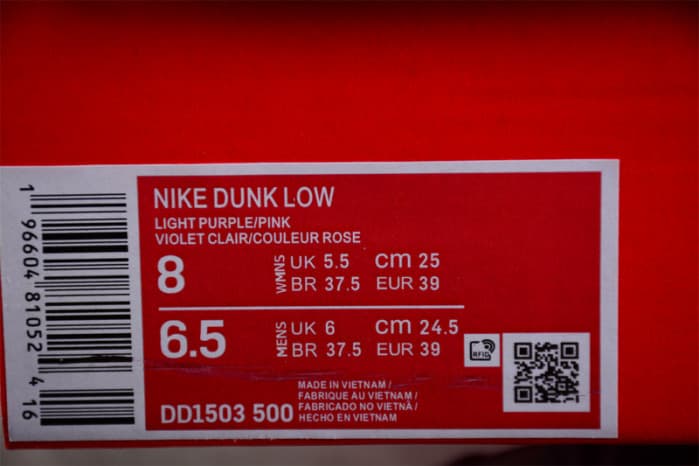 NIKE DUNK LOW
LIGHT PURPLE/PINK
VIOLET CLAIR/COULEUR ROSE
8 WMNS UK 5.5 cm 25
BR 37.5 EUR 39
6.5 MENS UK 6 cm 24.5
BR 37.5 EUR 39
RFID
MADE IN VIETNAM /
FABRIQUE AU VIETNAM /
FABRICADO NO VIETNÃ /
HECHO EN VIETNAM
DD1503 500
1 96604 81052 4 16